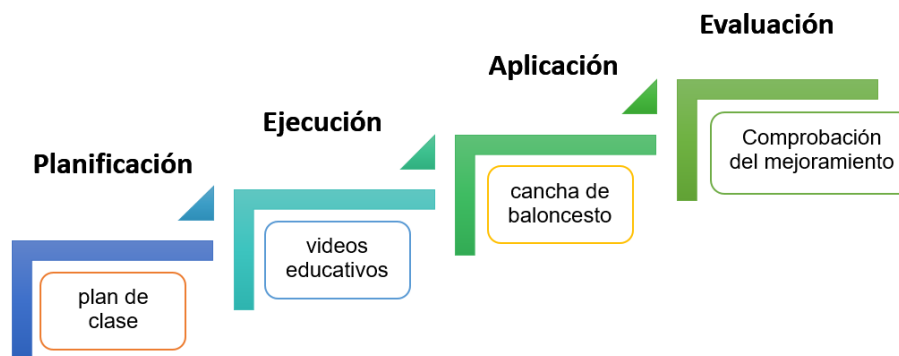 Planificación
plan de
clase
Ejecución
videos
educativos
Aplicación
cancha de
baloncesto
Evaluación
Comprobación
del mejoramiento